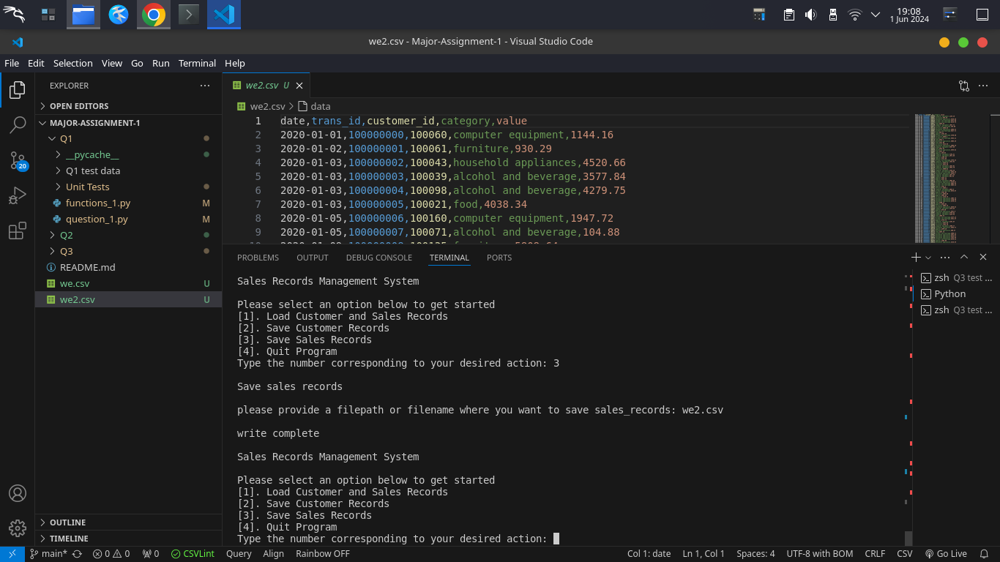 19:08
1 Jun 2024
we2.csv - Major-Assignment-1 - Visual Studio Code
File Edit Selection View Go Run Terminal Help
EXPLORER
OPEN EDITORS
MAJOR-ASSIGNMENT-1
Q1
__pycache__
Q1 test data
Unit Tests
functions_1.py M
question_1.py M
Q2
Q3
README.md
we.csv U
we2.csv U
OUTLINE
TIMELINE
20
we2.csv U
we2.csv > data
1 date,trans_id,customer_id,category,value
2 2020-01-01,100000000,100060,computer equipment,1144.16
3 2020-01-02,100000001,100061,furniture,930.29
4 2020-01-03,100000002,100043,household appliances,4520.66
5 2020-01-03,100000003,100039,alcohol and beverage,3577.84
6 2020-01-03,100000004,100098,alcohol and beverage,4279.75
7 2020-01-03,100000005,100021,food,4038.34
8 2020-01-05,100000006,100160,computer equipment,1947.72
9 2020-01-05,100000007,100071,alcohol and beverage,104.88
PROBLEMS OUTPUT DEBUG CONSOLE TERMINAL PORTS
Sales Records Management System
Please select an option below to get started
[1]. Load Customer and Sales Records
[2]. Save Customer Records
[3]. Save Sales Records
[4]. Quit Program
Type the number corresponding to your desired action: 3
Save sales records
please provide a filepath or filename where you want to save sales_records: we2.csv
write complete
Sales Records Management System
Please select an option below to get started
[1]. Load Customer and Sales Records
[2]. Save Customer Records
[3]. Save Sales Records
[4]. Quit Program
Type the number corresponding to your desired action:
zsh Q3 test ...
Python
zsh Q3 test ...
main* 0 0 0 CSVLint Query Align Rainbow OFF Col 1: date Ln 1, Col 1 Spaces: 4 UTF-8 with BOM CRLF CSV Go Live